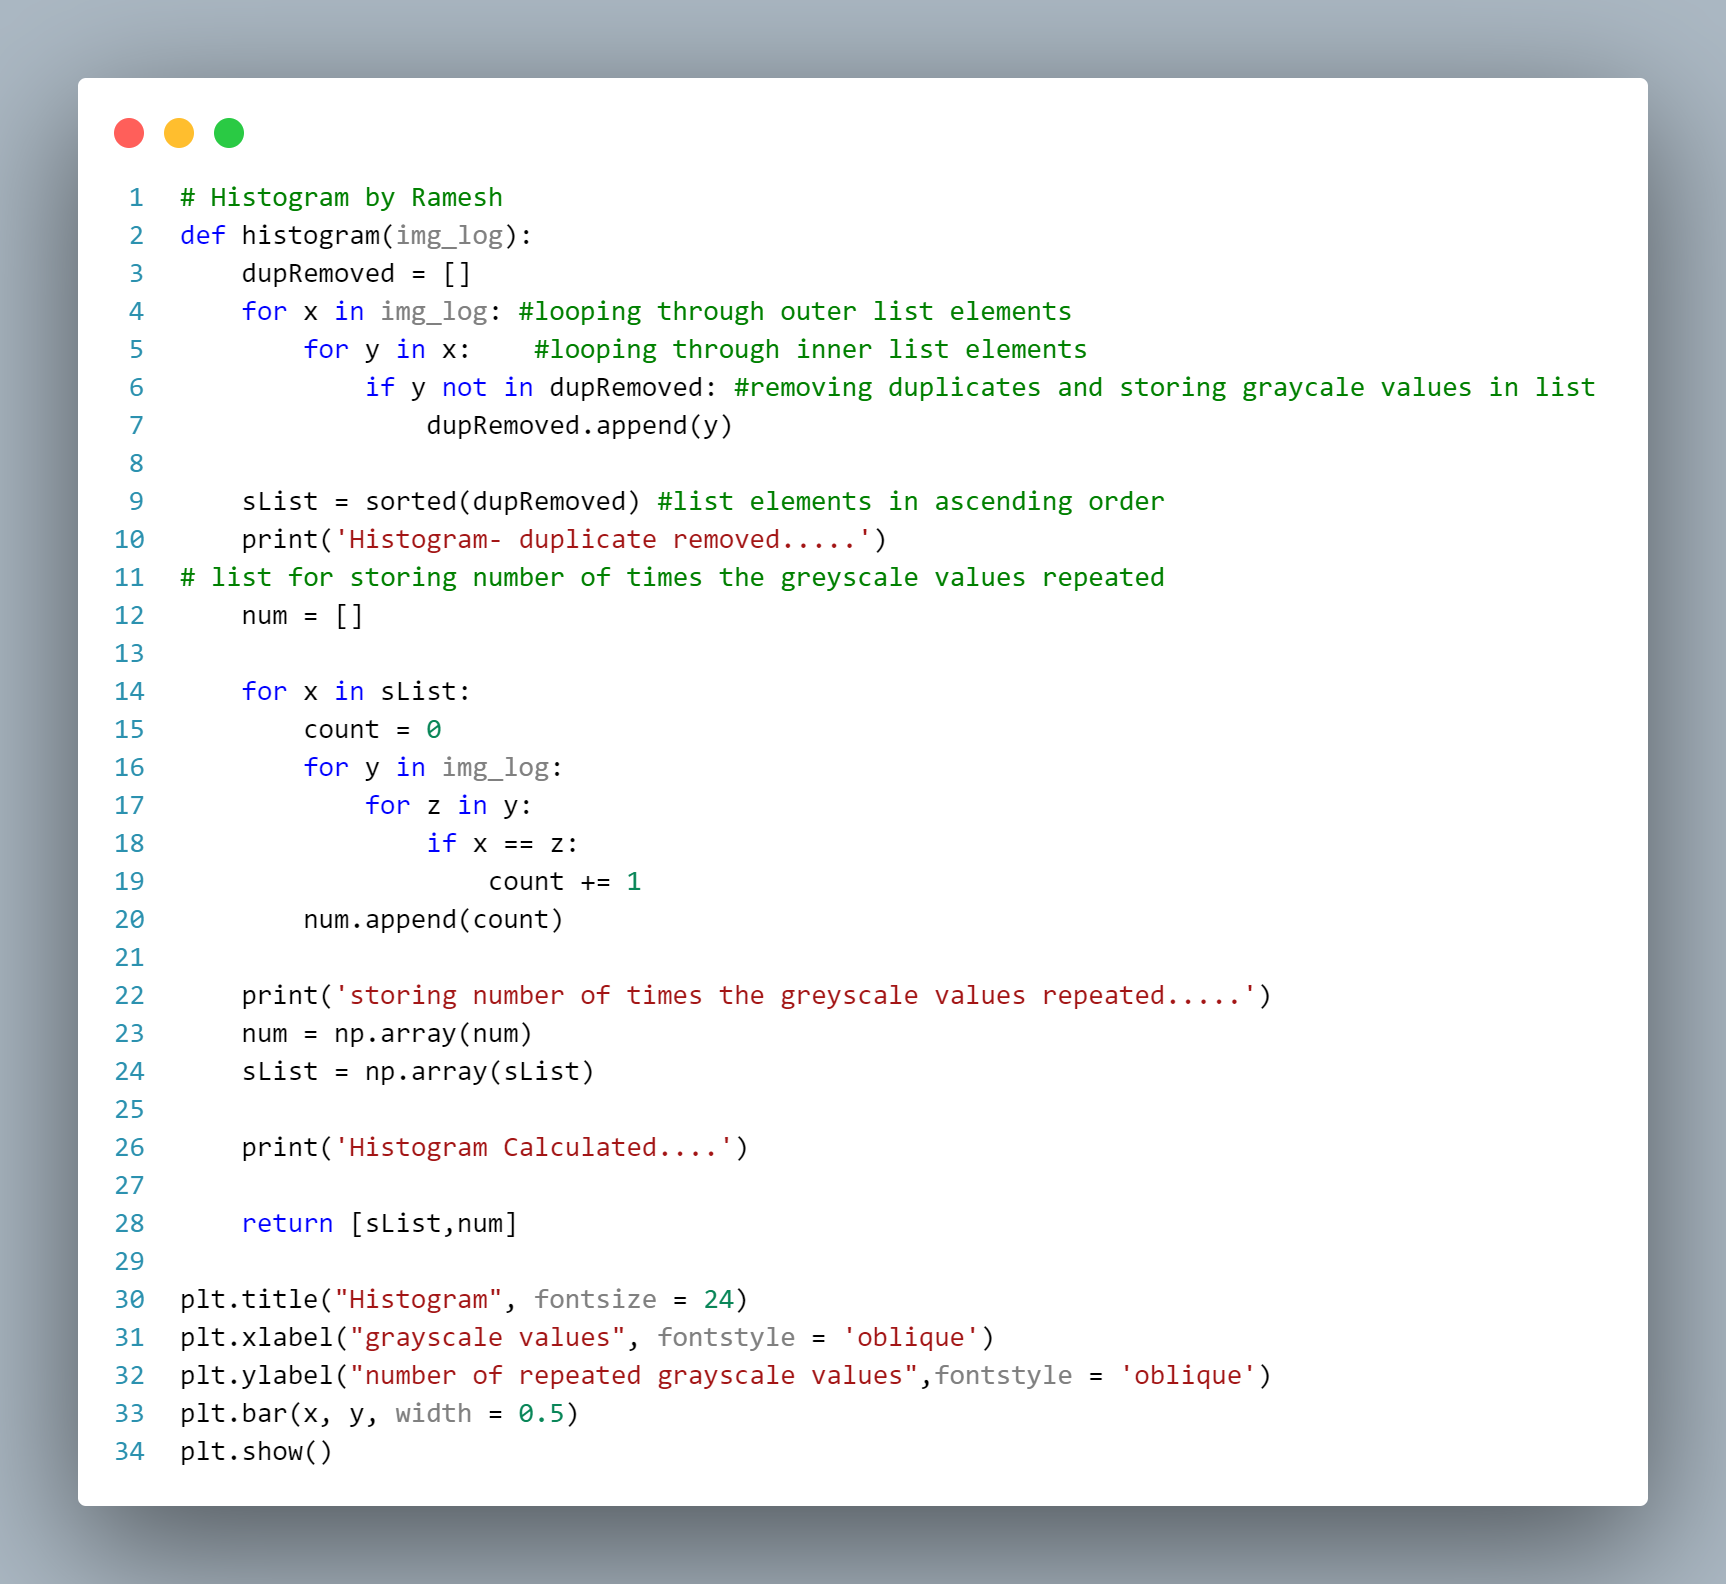 1 # Histogram by Ramesh
2 def histogram(img_log):
3     dupRemoved = []
4     for x in img_log: #looping through outer list elements
5         for y in x:    #looping through inner list elements
6             if y not in dupRemoved: #removing duplicates and storing graycale values in list
7                 dupRemoved.append(y)
8
9     sList = sorted(dupRemoved) #list elements in ascending order
10     print('Histogram- duplicate removed.....')
11 # list for storing number of times the greyscale values repeated
12     num = []
13
14     for x in sList:
15         count = 0
16         for y in img_log:
17             for z in y:
18                 if x == z:
19                     count += 1
20         num.append(count)
21
22     print('storing number of times the greyscale values repeated.....')
23     num = np.array(num)
24     sList = np.array(sList)
25
26     print('Histogram Calculated....')
27
28     return [sList,num]
29
30 plt.title("Histogram", fontsize = 24)
31 plt.xlabel("grayscale values", fontstyle = 'oblique')
32 plt.ylabel("number of repeated grayscale values",fontstyle = 'oblique')
33 plt.bar(x, y, width = 0.5)
34 plt.show()